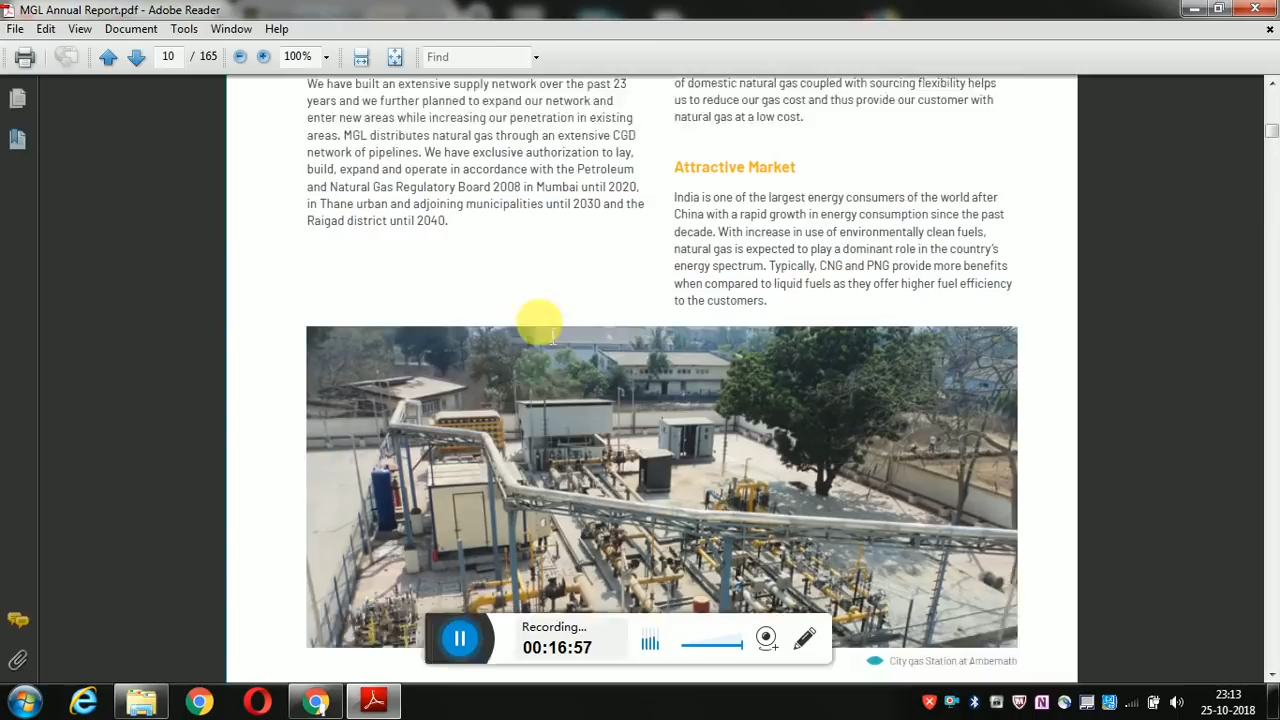 MGL Annual Report.pdf - Adobe Reader
File Edit View Document Tools Window Help
10 / 165 100% Find
We have built an extensive supply network over the past 23
years and we further planned to expand our network and
enter new areas while increasing our penetration in existing
areas. MGL distributes natural gas through an extensive CGD
network of pipelines. We have exclusive authorization to lay,
build, expand and operate in accordance with the Petroleum
and Natural Gas Regulatory Board 2008 in Mumbai until 2020,
in Thane urban and adjoining municipalities until 2030 and the
Raigad district until 2040.
of domestic natural gas coupled with sourcing flexibility helps
us to reduce our gas cost and thus provide our customer with
natural gas at a low cost.
Attractive Market
India is one of the largest energy consumers of the world after
China with a rapid growth in energy consumption since the past
decade. With increase in use of environmentally clean fuels,
natural gas is expected to play a dominant role in the country's
energy spectrum. Typically, CNG and PNG provide more benefits
when compared to liquid fuels as they offer higher fuel efficiency
to the customers.
Recording...
00:16:57
City gas Station at Ambernath
23:13
25-10-2018